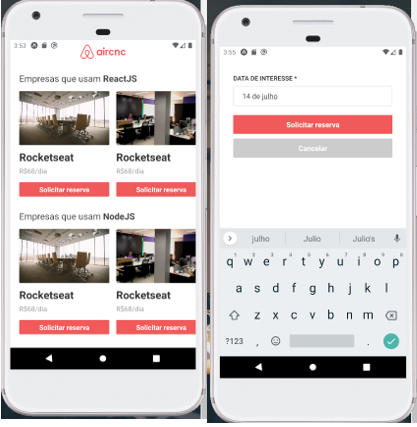 3:53
aircnc
Empresas que usam ReactJS
Rocketseat
R$68/dia
Solicitar reserva
Rocketseat
R$68/dia
Solicitar reserva
Empresas que usam NodeJS
Rocketseat
R$68/dia
Solicitar reserva
Rocketseat
R$68/dia
Solicitar reserva
3:55
DATA DE INTERESSE *
14 de julho
Solicitar reserva
Cancelar
julho Julio Julio's
q w e r t y u i o p
a s d f g h j k l
z x c v b n m
?123 , .